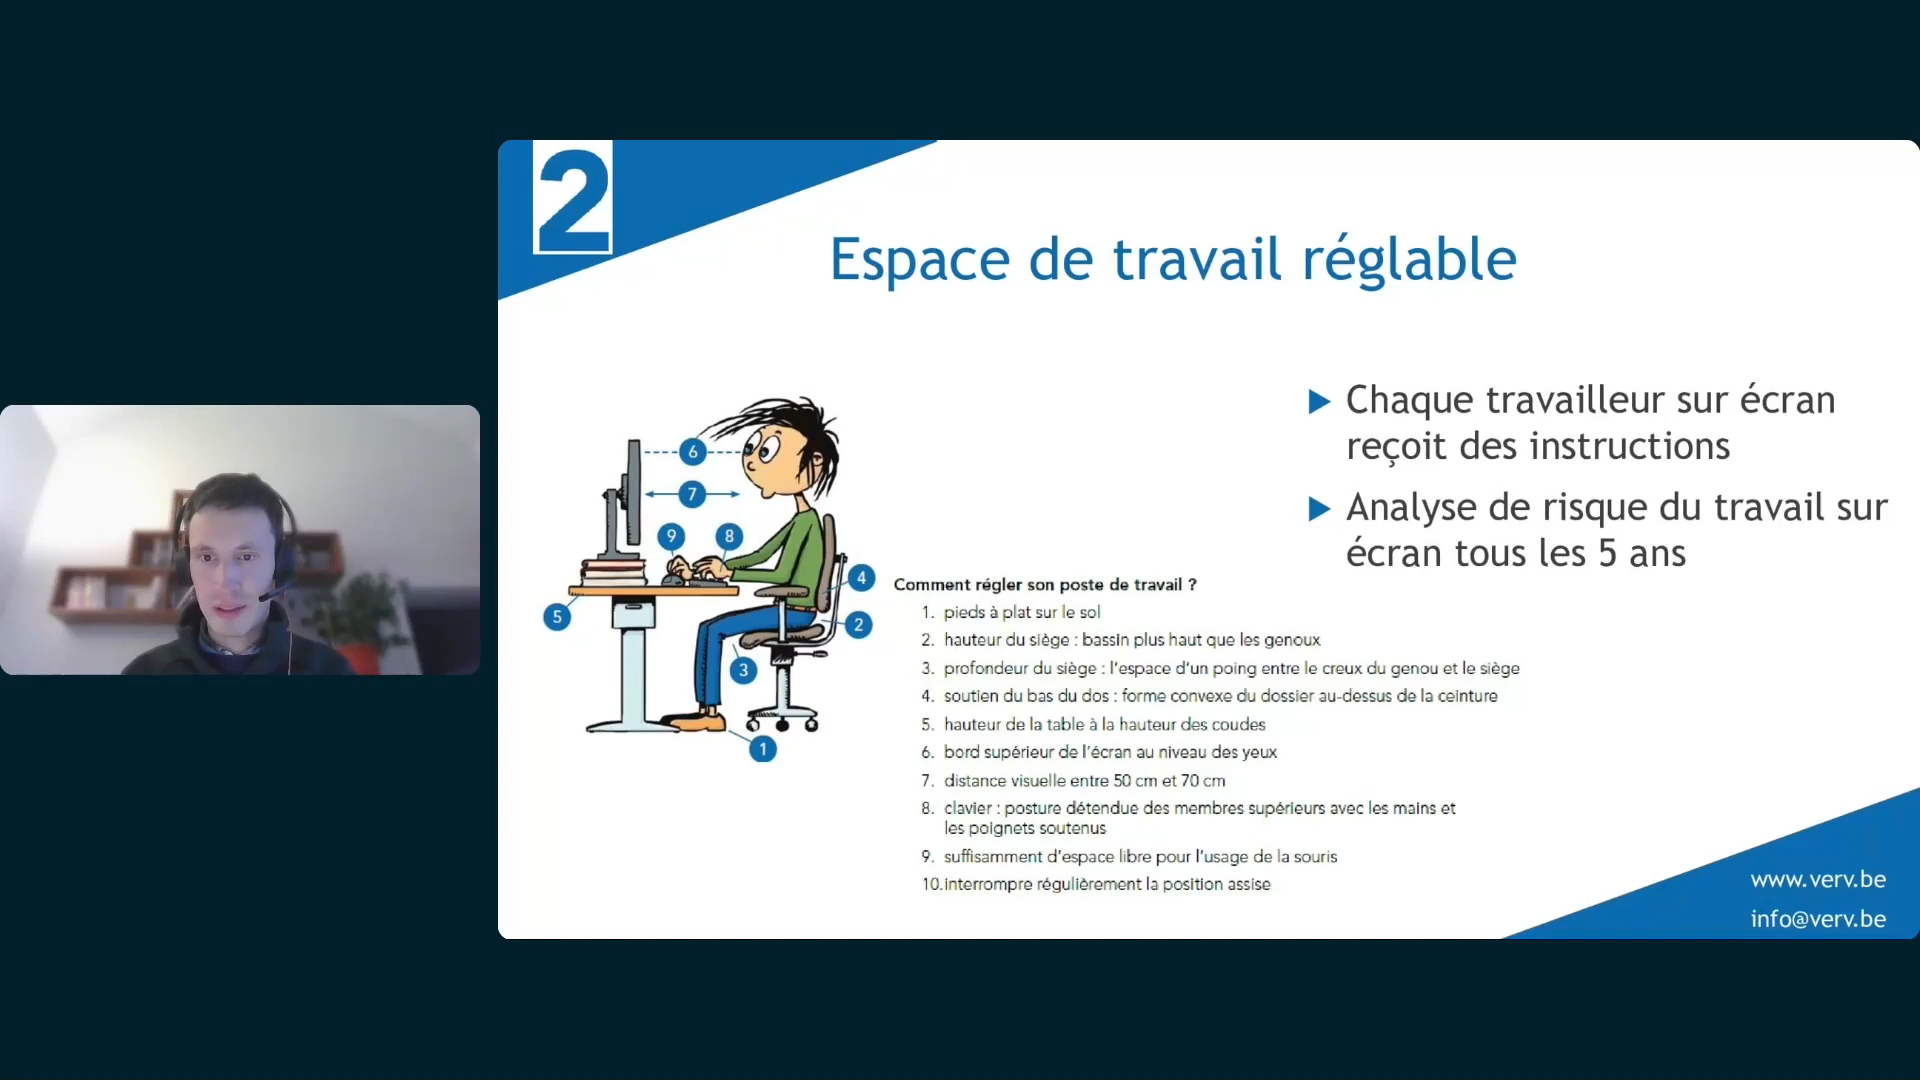 2
Espace de travail réglable
Chaque travailleur sur écran
reçoit des instructions
Analyse de risque du travail sur
écran tous les 5 ans
6
7
9
8
4
5
2
3
1
Comment régler son poste de travail ?
1. pieds à plat sur le sol
2. hauteur du siège : bassin plus haut que les genoux
3. profondeur du siège : l'espace d'un poing entre le creux du genou et le siège
4. soutien du bas du dos : forme convexe du dossier au-dessus de la ceinture
5. hauteur de la table à la hauteur des coudes
6. bord supérieur de l'écran au niveau des yeux
7. distance visuelle entre 50 cm et 70 cm
8. clavier : posture détendue des membres supérieurs avec les mains et
les poignets soutenus
9. suffisamment d'espace libre pour l'usage de la souris
10. interrompre régulièrement la position assise
www.verv.be
info@verv.be